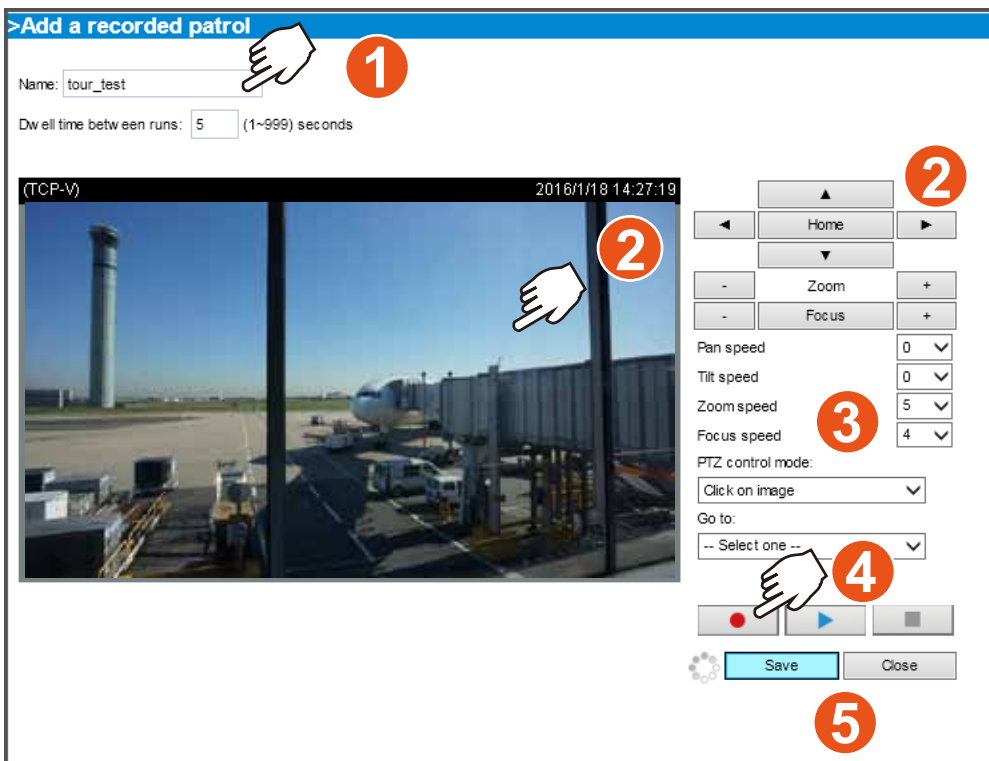 >Add a recorded patrol
1
Name: tour_test
Dwell time between runs: 5 (1~999) seconds
(TCP-V) 2016/1/18 14:27:19
2
2
▲
◄ Home ►
▼
- Zoom +
- Focus +
Pan speed 0
Tilt speed 0
Zoom speed 5
3
Focus speed 4
PTZ control mode:
Click on image
Go to:
-- Select one --
4
Save Close
5